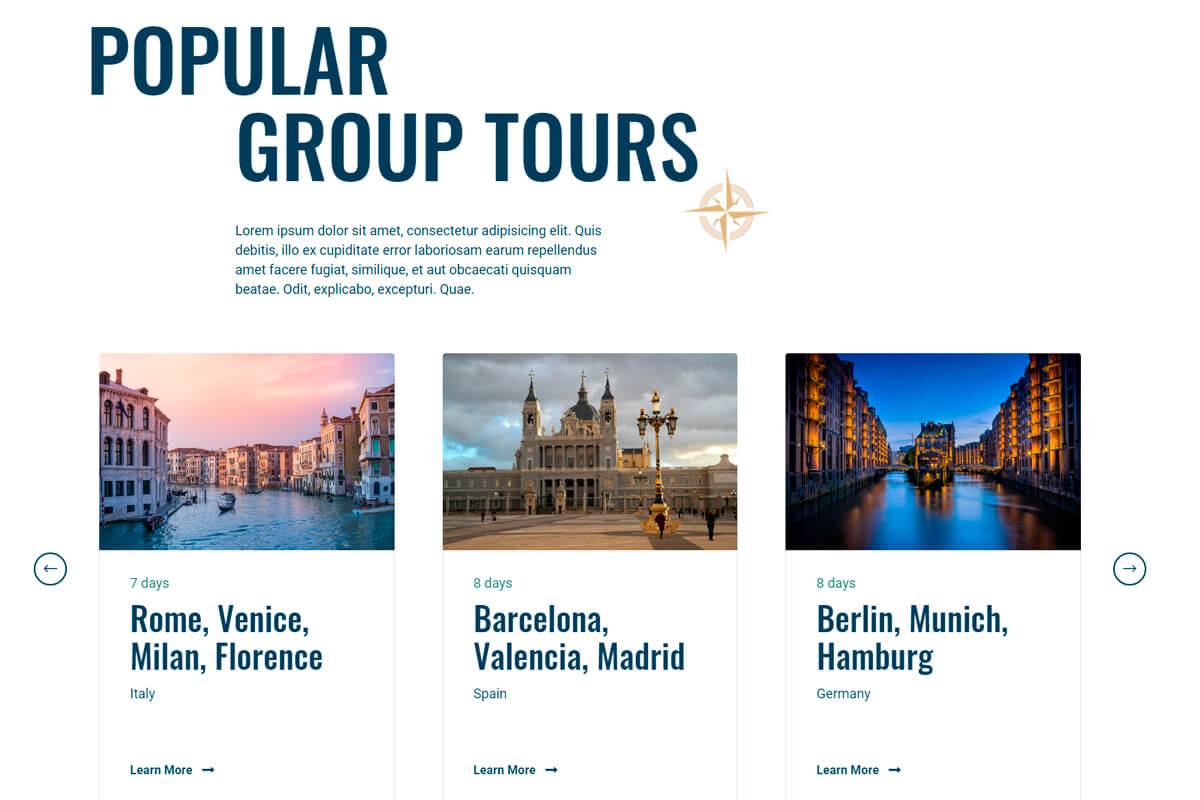 POPULAR
GROUP TOURS
Lorem ipsum dolor sit amet, consectetur adipisicing elit. Quis
debitis, illo ex cupiditate error laboriosam earum repellendus
amet facere fugiat, similique, et aut obcaecati quisquam
beatae. Odit, explicabo, excepturi. Quae.
7 days
Rome, Venice,
Milan, Florence
Italy
Learn More
8 days
Barcelona,
Valencia, Madrid
Spain
Learn More
8 days
Berlin, Munich,
Hamburg
Germany
Learn More